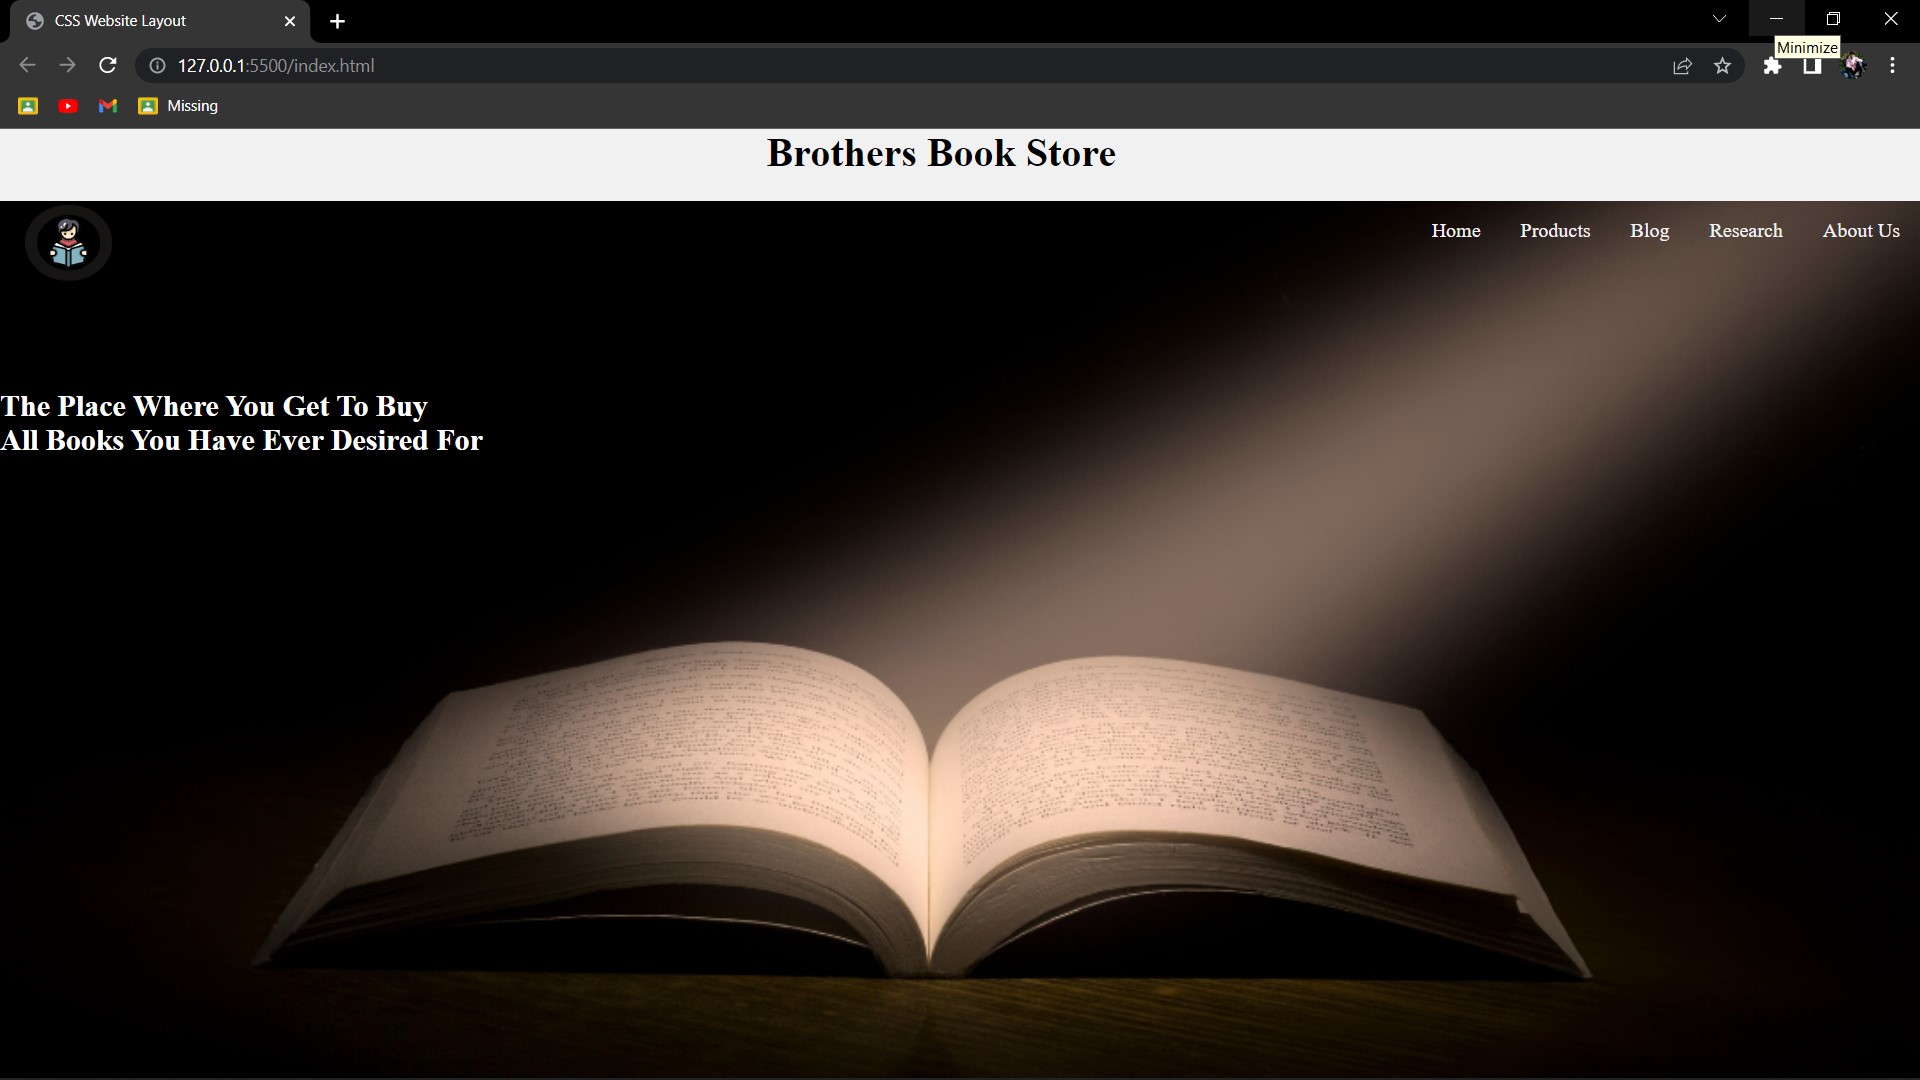 CSS Website Layout
Minimize
127.0.0.1:5500/index.html
Missing
Brothers Book Store
Home Products Blog Research About Us
The Place Where You Get To Buy
All Books You Have Ever Desired For